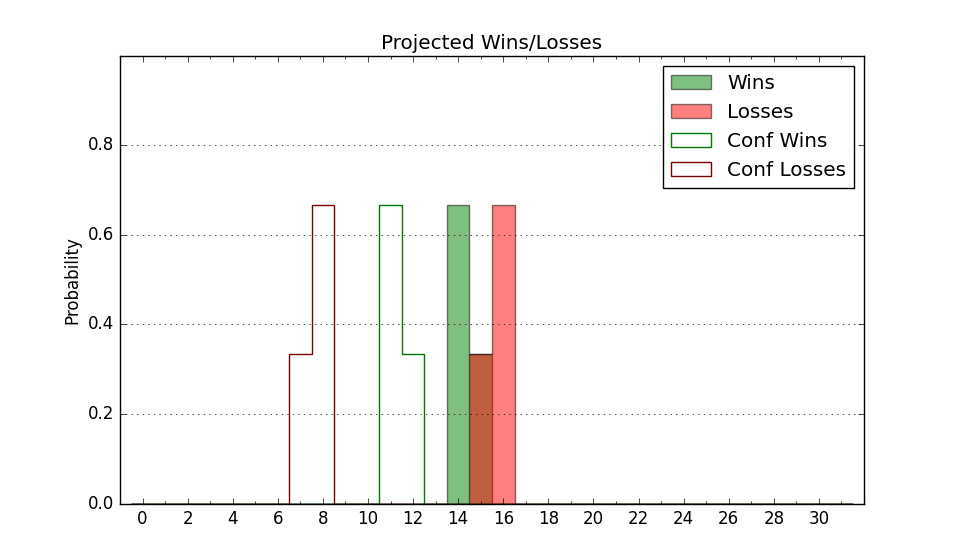 Projected Wins/Losses
Wins
Losses
Conf Wins
Conf Losses
Probability
0.8
0.6
0.4
0.2
0.0
0 2 4 6 8 10 12 14 16 18 20 22 24 26 28 30